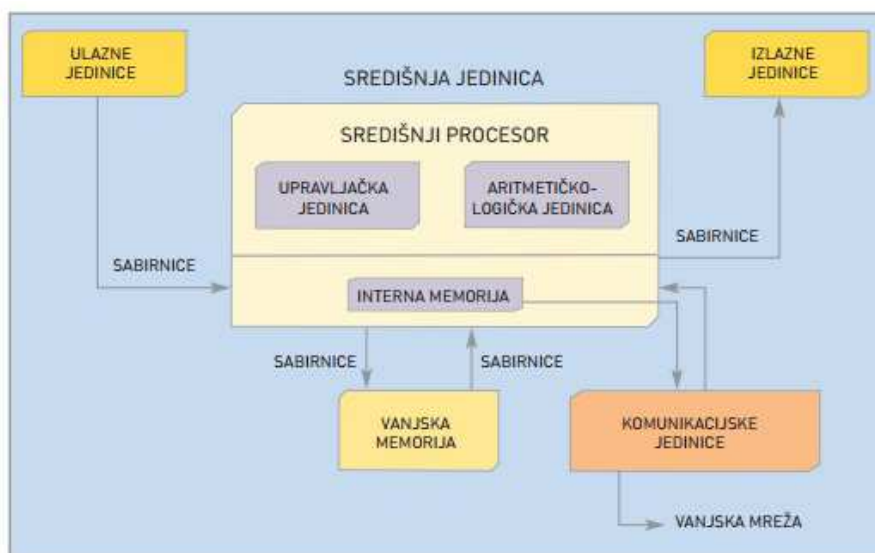 ULAZNE
JEDINICE
IZLAZNE
JEDINICE
SREDIŠNJA JEDINICA
SREDIŠNJI PROCESOR
UPRAVLJAČKA
JEDINICA
ARITMETIČKO-
LOGIČKA JEDINICA
SABIRNICE
SABIRNICE
INTERNA MEMORIJA
SABIRNICE
SABIRNICE
VANJSKA
MEMORIJA
KOMUNIKACIJSKE
JEDINICE
VANJSKA MREŽA